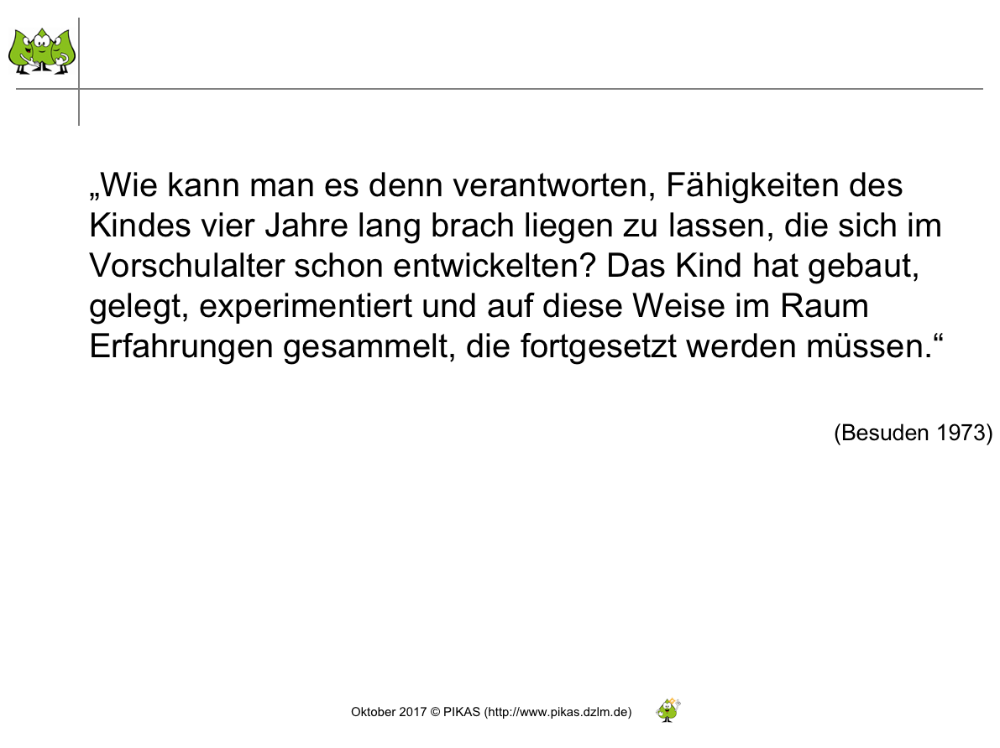 „Wie kann man es denn verantworten, Fähigkeiten des
Kindes vier Jahre lang brach liegen zu lassen, die sich im
Vorschulalter schon entwickelten? Das Kind hat gebaut,
gelegt, experimentiert und auf diese Weise im Raum
Erfahrungen gesammelt, die fortgesetzt werden müssen.“
(Besuden 1973)
Oktober 2017 © PIKAS (http://www.pikas.dzlm.de)